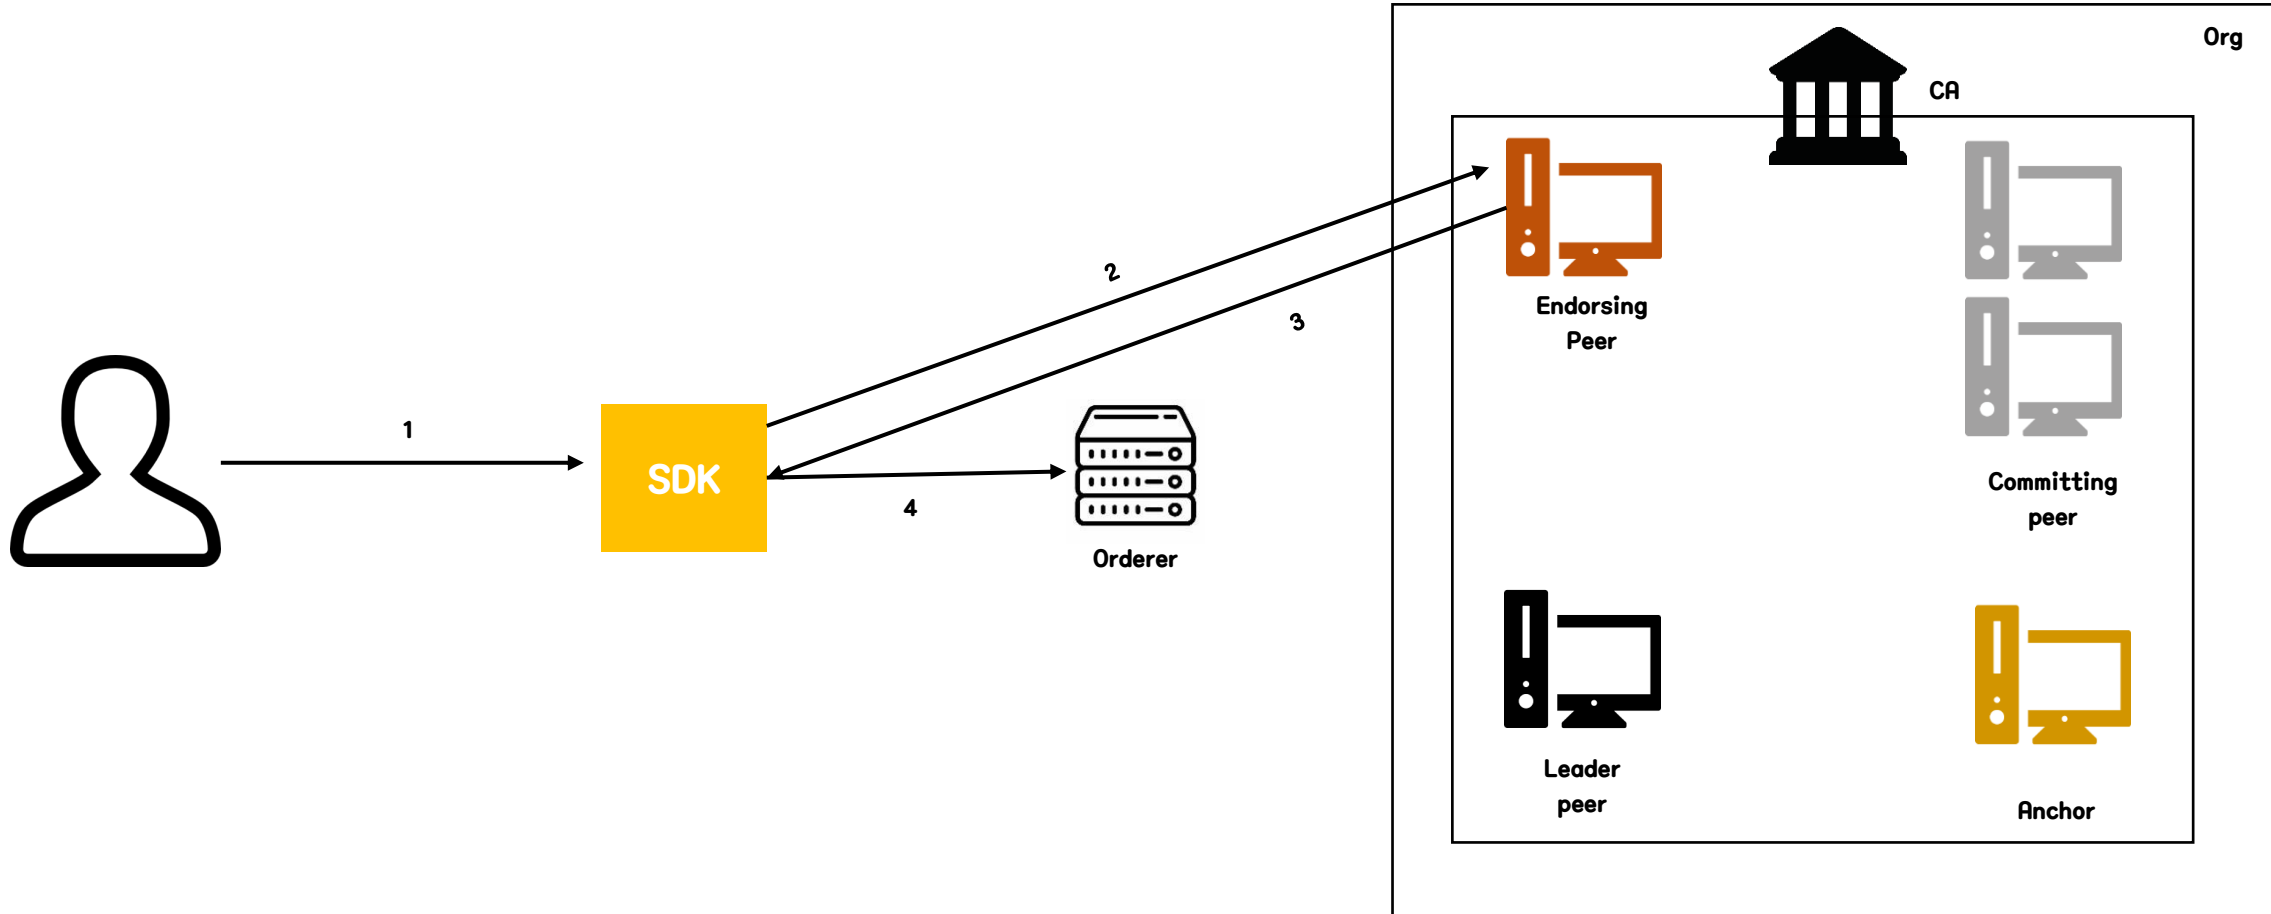 Org
CA
2
Endorsing
Peer
3
1
SDK
4
Orderer
Committing
peer
Leader
peer
Anchor